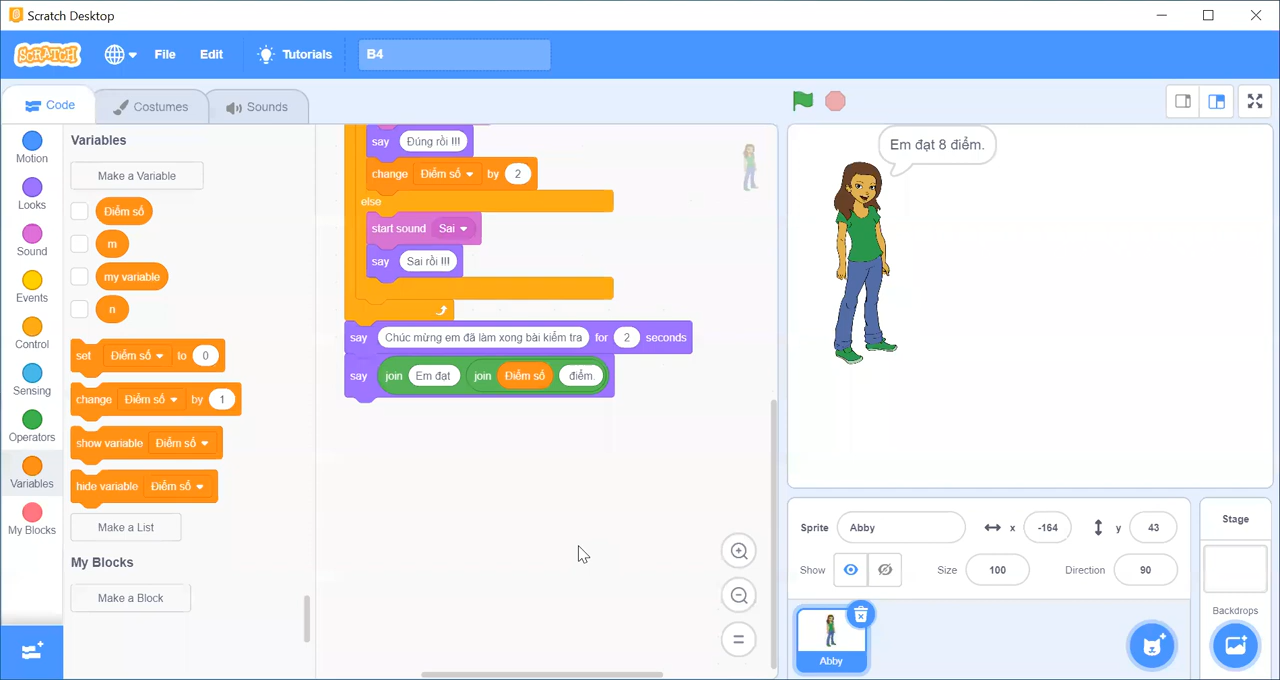 Scratch Desktop
SCRATCH File Edit Tutorials B4
Code Costumes Sounds
Motion
Looks
Sound
Events
Control
Sensing
Operators
Variables
My Blocks
Variables
Make a Variable
Điểm số
m
my variable
n
set Điểm số to 0
change Điểm số by 1
show variable Điểm số
hide variable Điểm số
Make a List
My Blocks
Make a Block
say Đúng rồi !!!
change Điểm số by 2
else
start sound Sai
say Sai rồi !!!
say Chúc mừng em đã làm xong bài kiểm tra for 2 seconds
say join Em đạt join Điểm số điểm.
Em đạt 8 điểm.
Sprite Abby x -164 y 43
Show Size 100 Direction 90
Abby
Stage
Backdrops